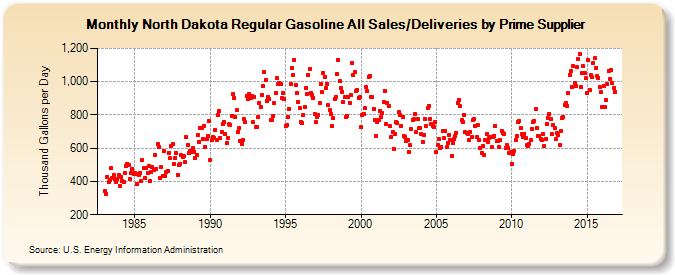 Monthly North Dakota Regular Gasoline All Sales/Deliveries by Prime Supplier
Thousand Gallons per Day
1,200
1,000
800
600
400
200
1985 1990 1995 2000 2005 2010 2015
Source: U.S. Energy Information Administration